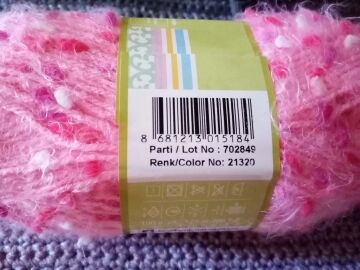 8 681213 015184
Parti / Lot No : 702849
Renk/Color No: 21320